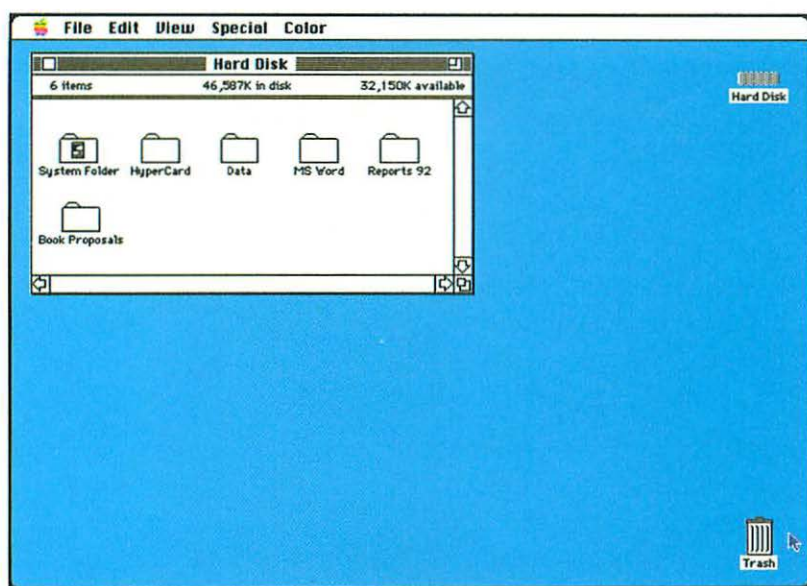 File Edit View Special Color
Hard Disk
6 items 46,587K in disk 32,150K available
System Folder HyperCard Data MS Word Reports 92
Book Proposals
Hard Disk
Trash